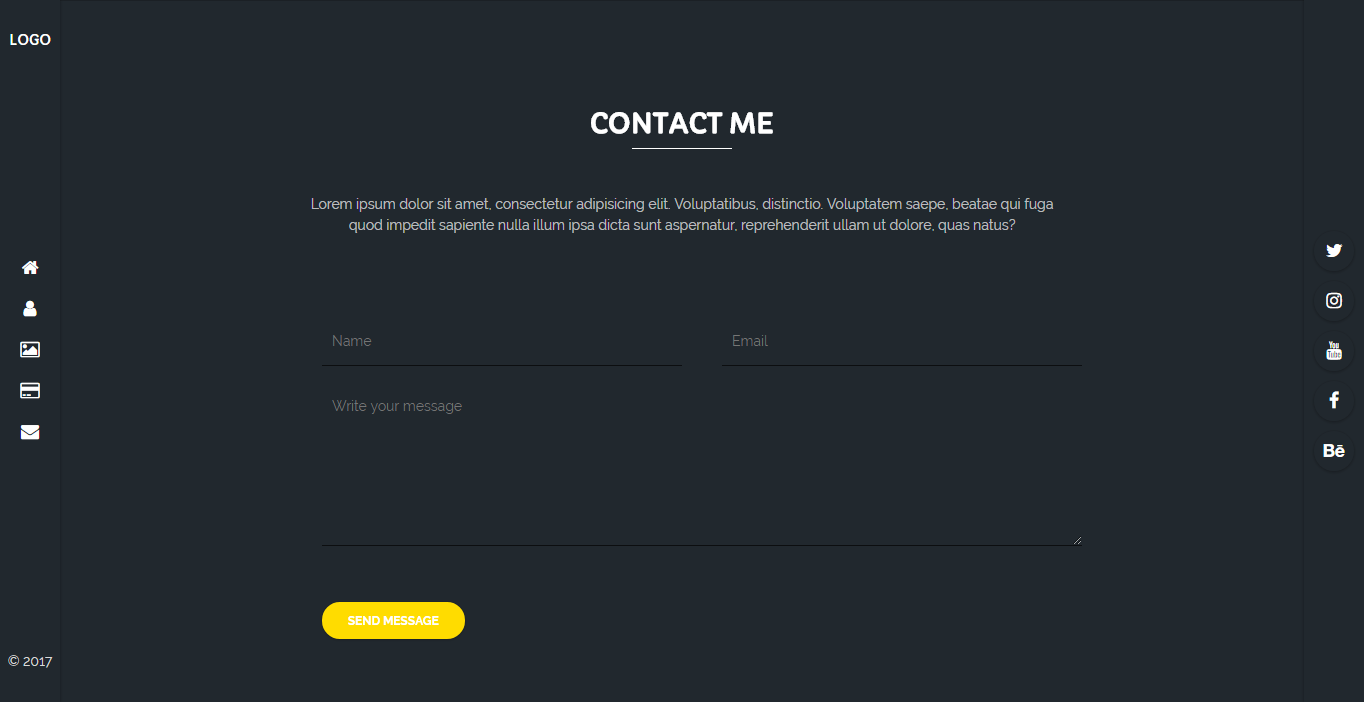 LOGO
CONTACT ME
Lorem ipsum dolor sit amet, consectetur adipisicing elit. Voluptatibus, distinctio. Voluptatem saepe, beatae qui fuga
quod impedit sapiente nulla illum ipsa dicta sunt aspernatur, reprehenderit ullam ut dolore, quas natus?
Name
Email
Write your message
SEND MESSAGE
© 2017
You
Tube
Bē